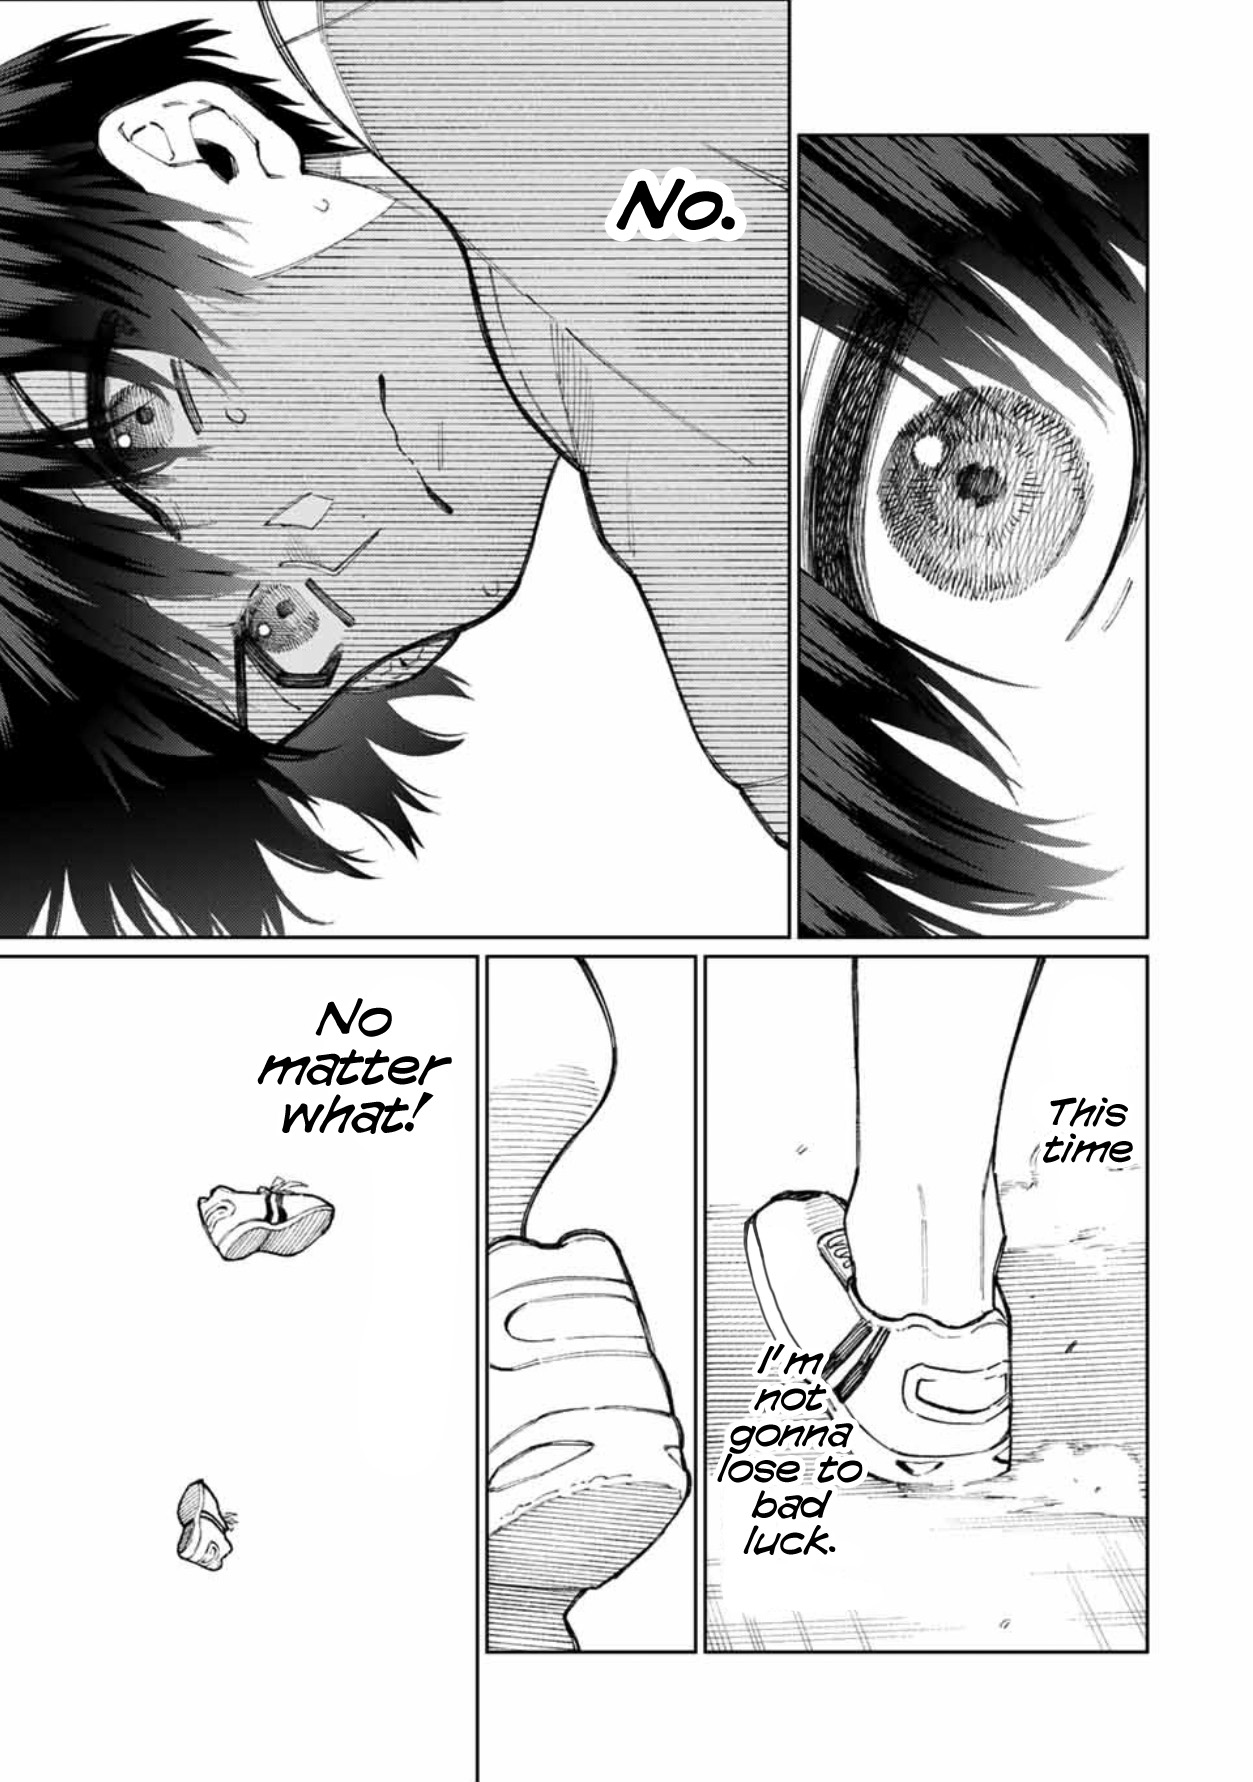 No.
This
time
I'm
not
gonna
lose to
bad
luck.
No
matter
what!